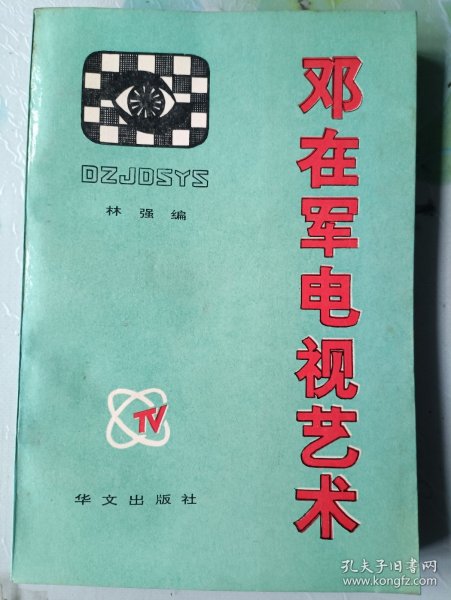 邓在军电视艺术
DZJDSYS
林强编
TV
华文出版社
孔夫子旧书网
www.kongfz.com